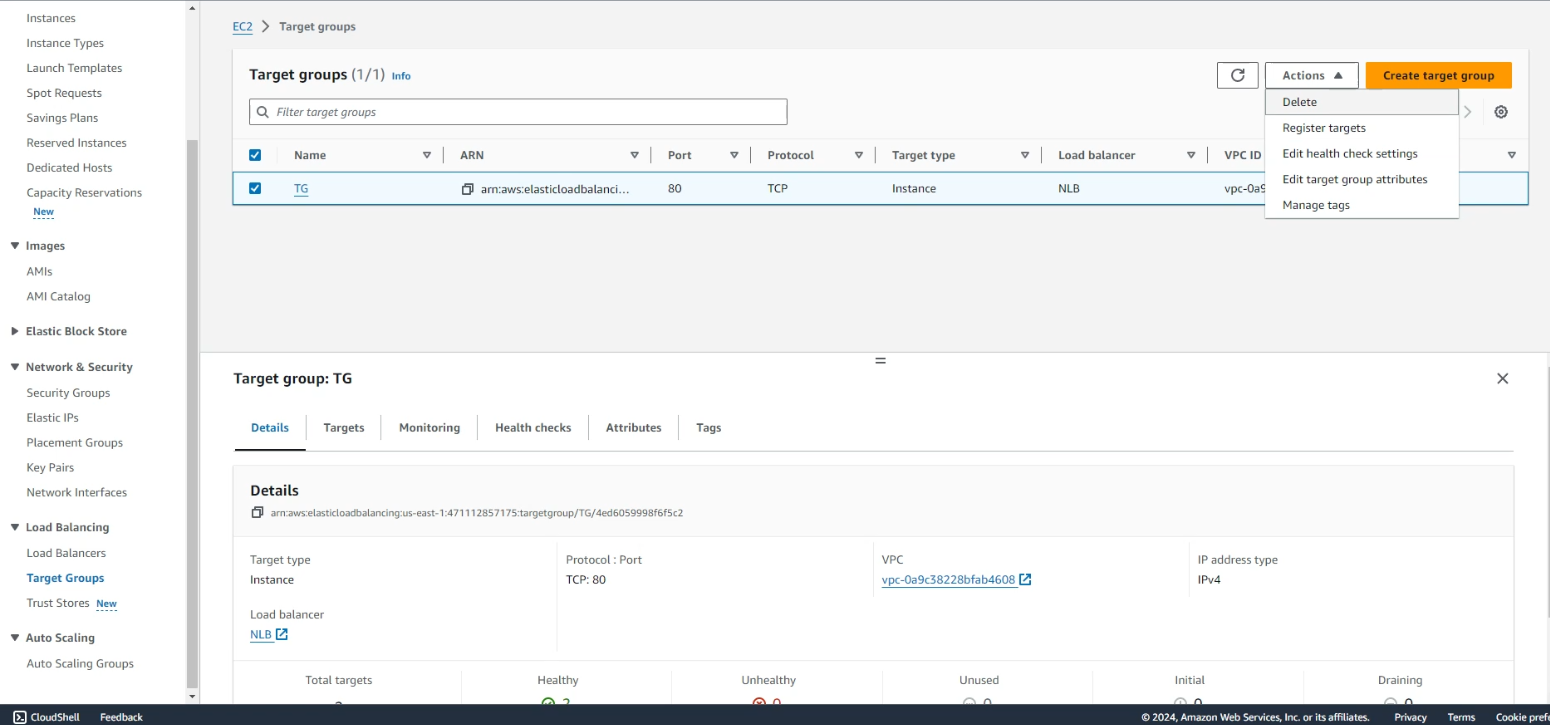 Instances
Instance Types
Launch Templates
Spot Requests
Savings Plans
Reserved Instances
Dedicated Hosts
Capacity Reservations
New
Images
AMIs
AMI Catalog
Elastic Block Store
Network & Security
Security Groups
Elastic IPs
Placement Groups
Key Pairs
Network Interfaces
Load Balancing
Load Balancers
Target Groups
Trust Stores New
Auto Scaling
Auto Scaling Groups
EC2 > Target groups
Target groups (1/1) Info
Actions Create target group
Filter target groups
Delete
Register targets
Edit health check settings
Edit target group attributes
Manage tags
Name ARN Port Protocol Target type Load balancer VPC ID
TG arn:aws:elasticloadbalanci... 80 TCP Instance NLB vpc-0a9
Target group: TG
Details Targets Monitoring Health checks Attributes Tags
Details
arn:aws:elasticloadbalancing:us-east-1:471112857175:targetgroup/TG/4ed6059998f6f5c2
Target type Protocol : Port VPC IP address type
Instance TCP: 80 vpc-0a9c38228bfab4608 IPv4
Load balancer
NLB
Total targets Healthy Unhealthy Unused Initial Draining
CloudShell Feedback © 2024, Amazon Web Services, Inc. or its affiliates. Privacy Terms Cookie